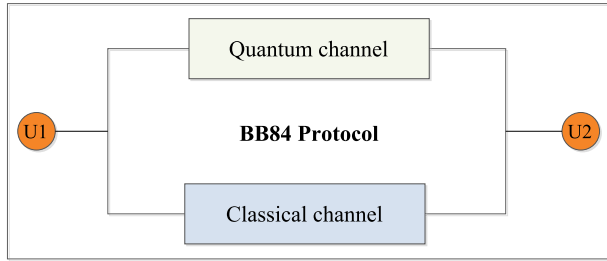 Quantum channel
U1
BB84 Protocol
U2
Classical channel